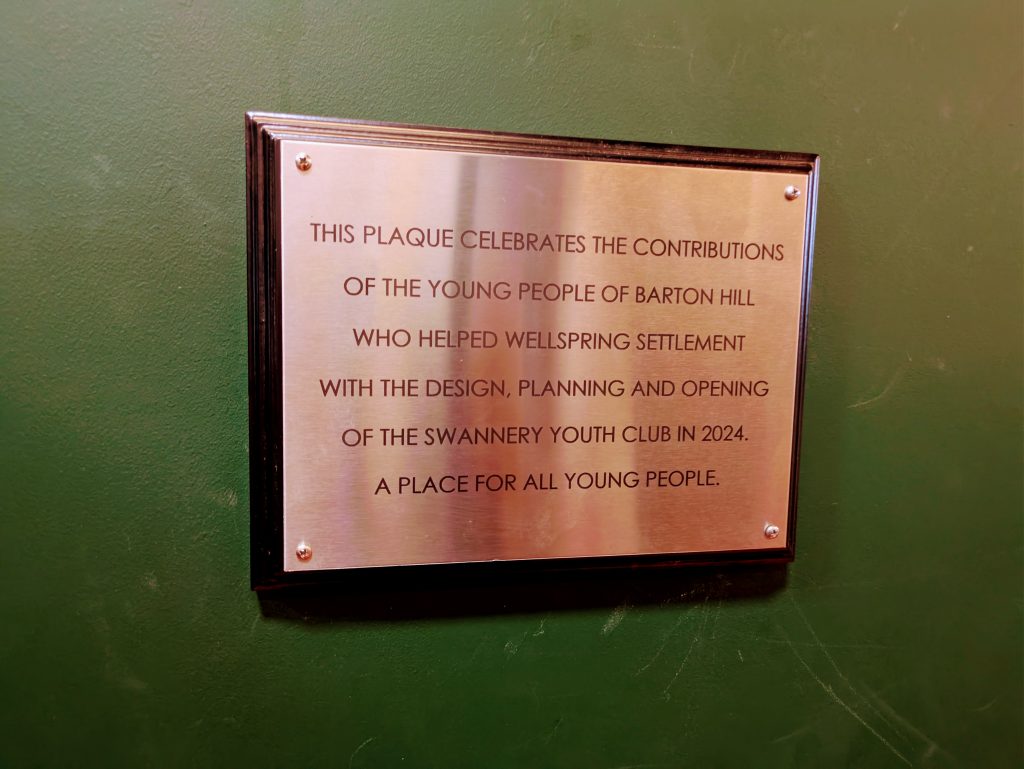 THIS PLAQUE CELEBRATES THE CONTRIBUTIONS
OF THE YOUNG PEOPLE OF BARTON HILL
WHO HELPED WELLSPRING SETTLEMENT
WITH THE DESIGN, PLANNING AND OPENING
OF THE SWANNERY YOUTH CLUB IN 2024.
A PLACE FOR ALL YOUNG PEOPLE.